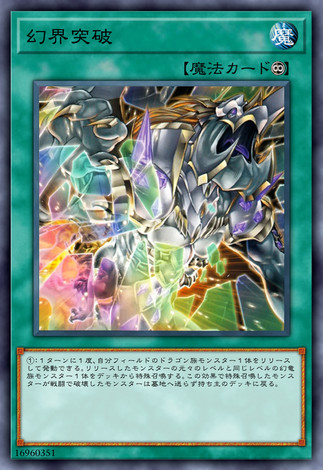 幻界突破
魔
【魔法カード∞】
①:１ターンに１度、自分フィールドのドラゴン族モンスター１体をリリース
して発動できる。リリースしたモンスターの元々のレベルと同じレベルの幻竜
族モンスター１体をデッキから特殊召喚する。この効果で特殊召喚したモンス
ターが戦闘で破壊したモンスターは墓地へ送らず持ち主のデッキに戻る。
16960351